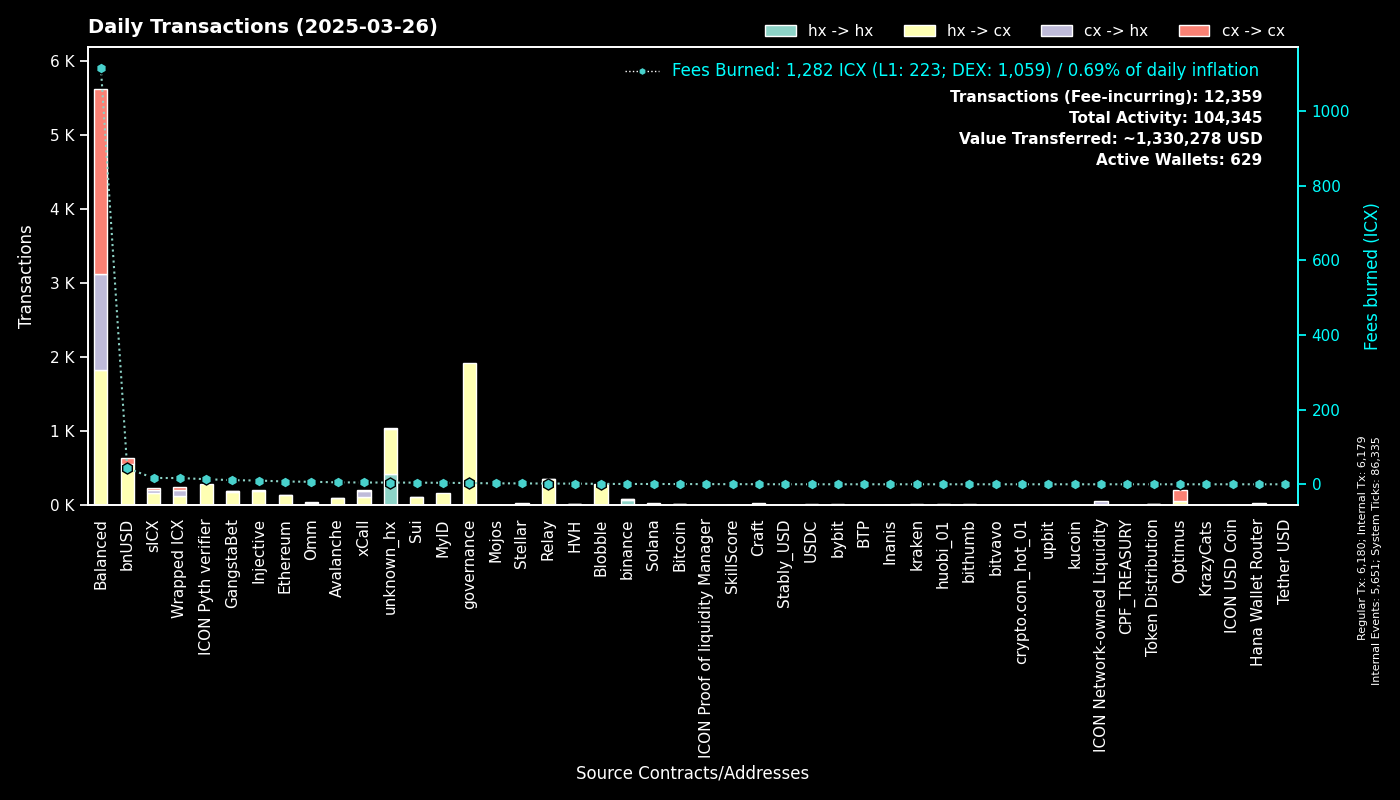 Daily Transactions (2025-03-26)
hx -> hx
hx -> cx
cx -> hx
cx -> cx
Fees Burned: 1,282 ICX (L1: 223; DEX: 1,059) / 0.69% of daily inflation
Transactions (Fee-incurring): 12,359
Total Activity: 104,345
Value Transferred: ~1,330,278 USD
Active Wallets: 629
Transactions
6 K
5 K
4 K
3 K
2 K
1 K
0 K
1000
800
600
400
200
0
Fees burned (ICX)
Balanced
bnUSD
sICX
Wrapped ICX
ICON Pyth verifier
GangstaBet
Injective
Ethereum
Omm
Avalanche
xCall
unknown_hx
Sui
MyID
governance
Mojos
Stellar
Relay
HVH
Blobble
binance
Solana
Bitcoin
ICON Proof of liquidity Manager
SkillScore
Craft
Stably_USD
USDC
bybit
BTP
Inanis
kraken
huobi_01
bithumb
bitvavo
crypto.com_hot_01
upbit
kucoin
ICON Network-owned Liquidity
CPF_TREASURY
Token Distribution
Optimus
KrazyCats
ICON USD Coin
Hana Wallet Router
Tether USD
Source Contracts/Addresses
Regular Tx: 6,180; Internal Tx: 6,179
Internal Events: 5,651; System Ticks: 86,335